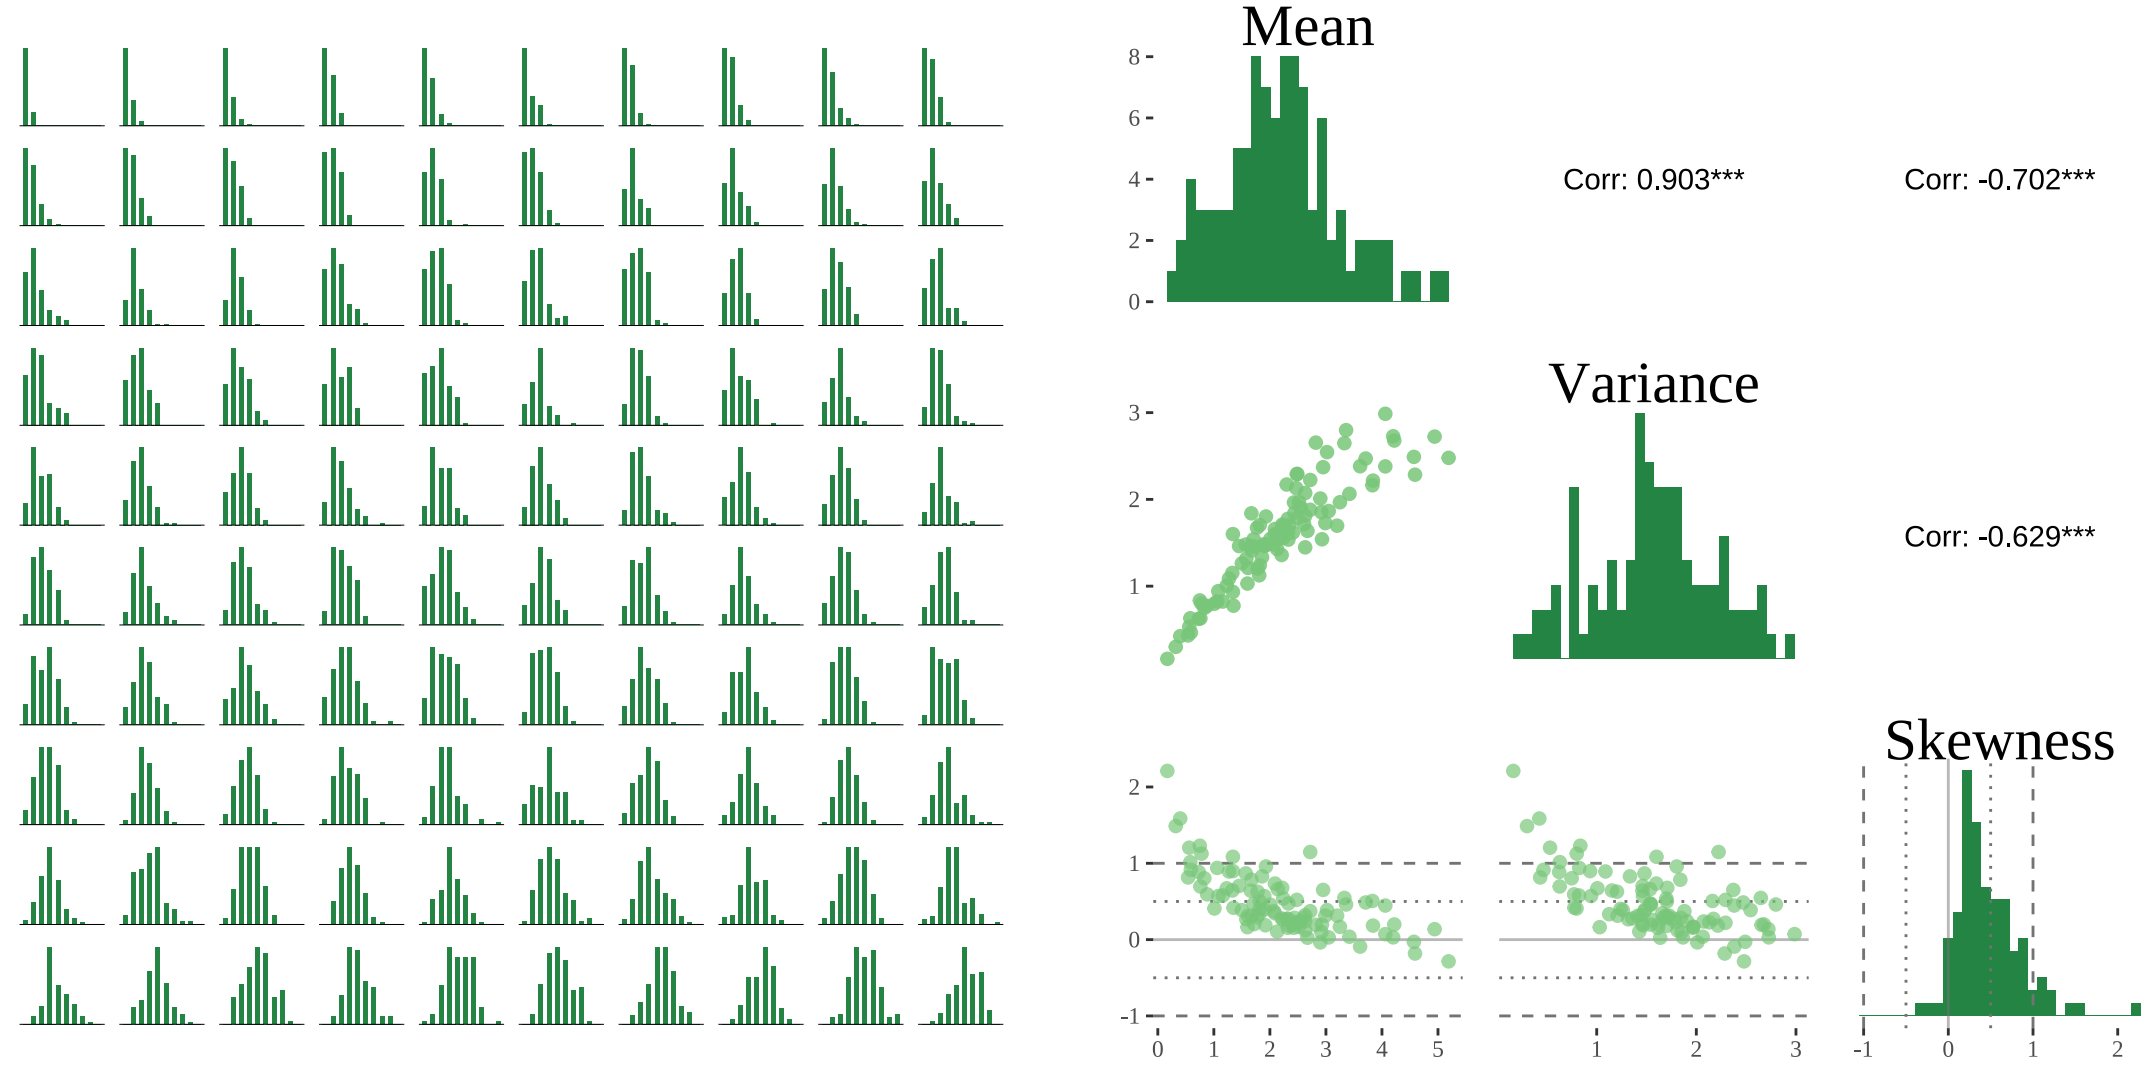 Mean
8
6
4
2
0
Corr: 0.903***
Corr: -0.702***
Variance
3
2
1
Corr: -0.629***
Skewness
2
1
0
-1
0 1 2 3 4 5
1 2 3
-1 0 1 2